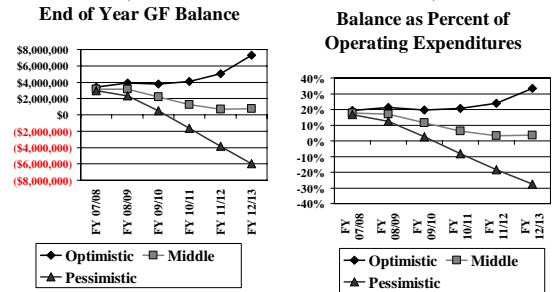 End of Year GF Balance
$8,000,000
$6,000,000
$4,000,000
$2,000,000
$0
($2,000,000)
($4,000,000)
($6,000,000)
($8,000,000)
FY 07/08
FY 08/09
FY 09/10
FY 10/11
FY 11/12
FY 12/13
Optimistic Middle
Pessimistic
Balance as Percent of
Operating Expenditures
40%
30%
20%
10%
0%
-10%
-20%
-30%
-40%
FY 07/08
FY 08/09
FY 09/10
FY 10/11
FY 11/12
FY 12/13
Optimistic Middle
Pessimistic